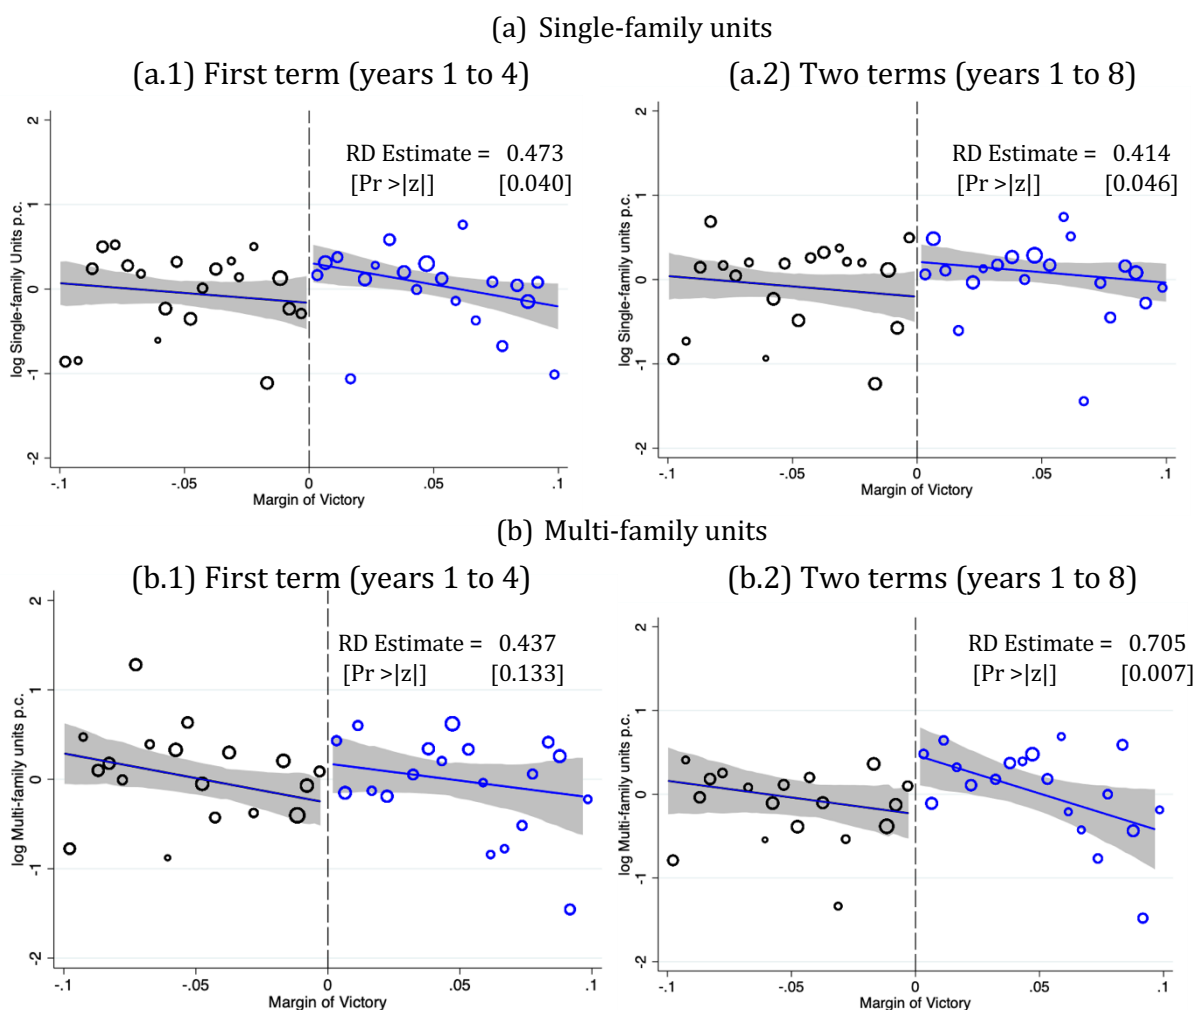 (a) Single-family units
(a.1) First term (years 1 to 4)
RD Estimate = 0.473
[Pr >|z|] [0.040]
log Single-family Units p.c.
2
1
0
-1
-2
-.1 -.05 0 .05 .1
Margin of Victory
(a.2) Two terms (years 1 to 8)
RD Estimate = 0.414
[Pr >|z|] [0.046]
log Single-family Units p.c.
2
1
0
-1
-2
-.1 -.05 0 .05 .1
Margin of Victory
(b) Multi-family units
(b.1) First term (years 1 to 4)
RD Estimate = 0.437
[Pr >|z|] [0.133]
log Multi-family units p.c.
2
1
0
-1
-2
-.1 -.05 0 .05 .1
Margin of Victory
(b.2) Two terms (years 1 to 8)
RD Estimate = 0.705
[Pr >|z|] [0.007]
log Multi-family units p.c.
2
1
0
-1
-2
-.1 -.05 0 .05 .1
Margin of Victory